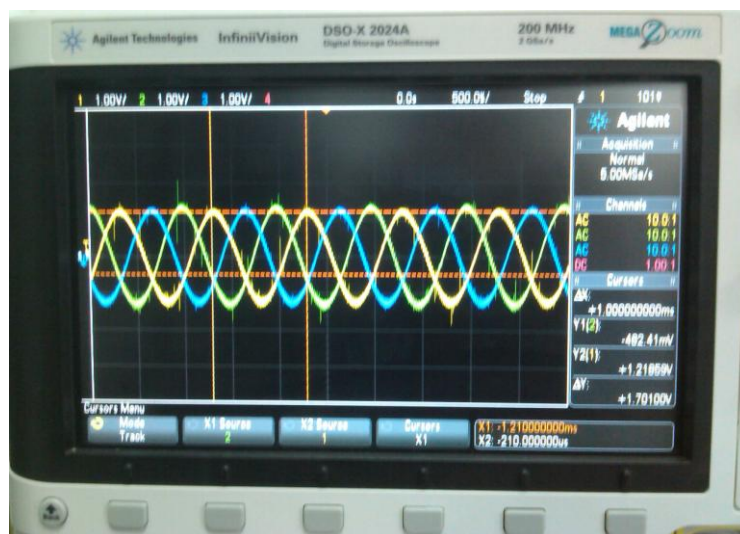 Agilent Technologies InfiniiVision DSO-X 2024A 200 MHz MEGA Zoom
Digital Storage Oscilloscope 2 GSa/s
1 1.00V/ 2 1.00V/ 3 1.00V/ 4 0.0s 500.0s/ Stop 1
Agilent
Acquisition
Normal
5.00MSa/s
Channels
AC 10.0:1
AC 10.0:1
AC 10.0:1
DC 1.00:1
Cursors
ΔX:
+1.000000000ms
Y1(2):
-482.41mV
Y2(1):
+1.21859V
ΔY:
+1.70100V
Cursors Menu
Mode X1 Source X2 Source Cursors X1: -1.210000000ms
Track 2 1 X1 X2: -210.000000us
Back